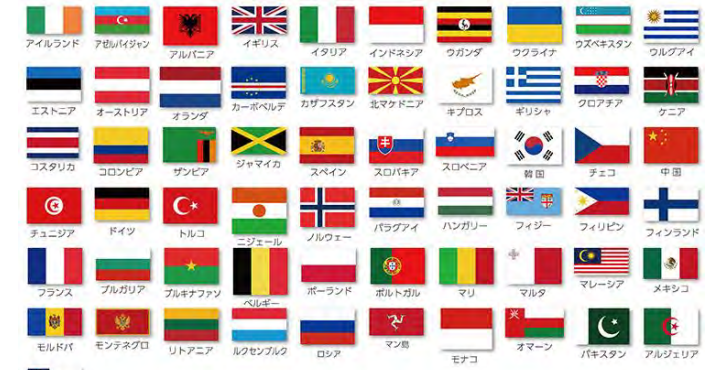 アイルランド アゼルバイジャン アルバニア イギリス イタリア インドネシア ウガンダ ウクライナ ウズベキスタン ウルグアイ
エストニア オーストリア オランダ カーボベルデ カザフスタン 北マケドニア キプロス ギリシャ クロアチア ケニア
コスタリカ コロンビア ザンビア ジャマイカ スペイン スロバキア スロベニア 韓国 チェコ 中国
チュニジア ドイツ トルコ ニジェール ノルウェー パラグアイ ハンガリー フィジー フィリピン フィンランド
フランス ブルガリア ブルキナファソ ベルギー ポーランド ポルトガル マリ マルタ マレーシア メキシコ
モルドバ モンテネグロ リトアニア ルクセンブルク ロシア マン島 モナコ オマーン パキスタン アルジェリア